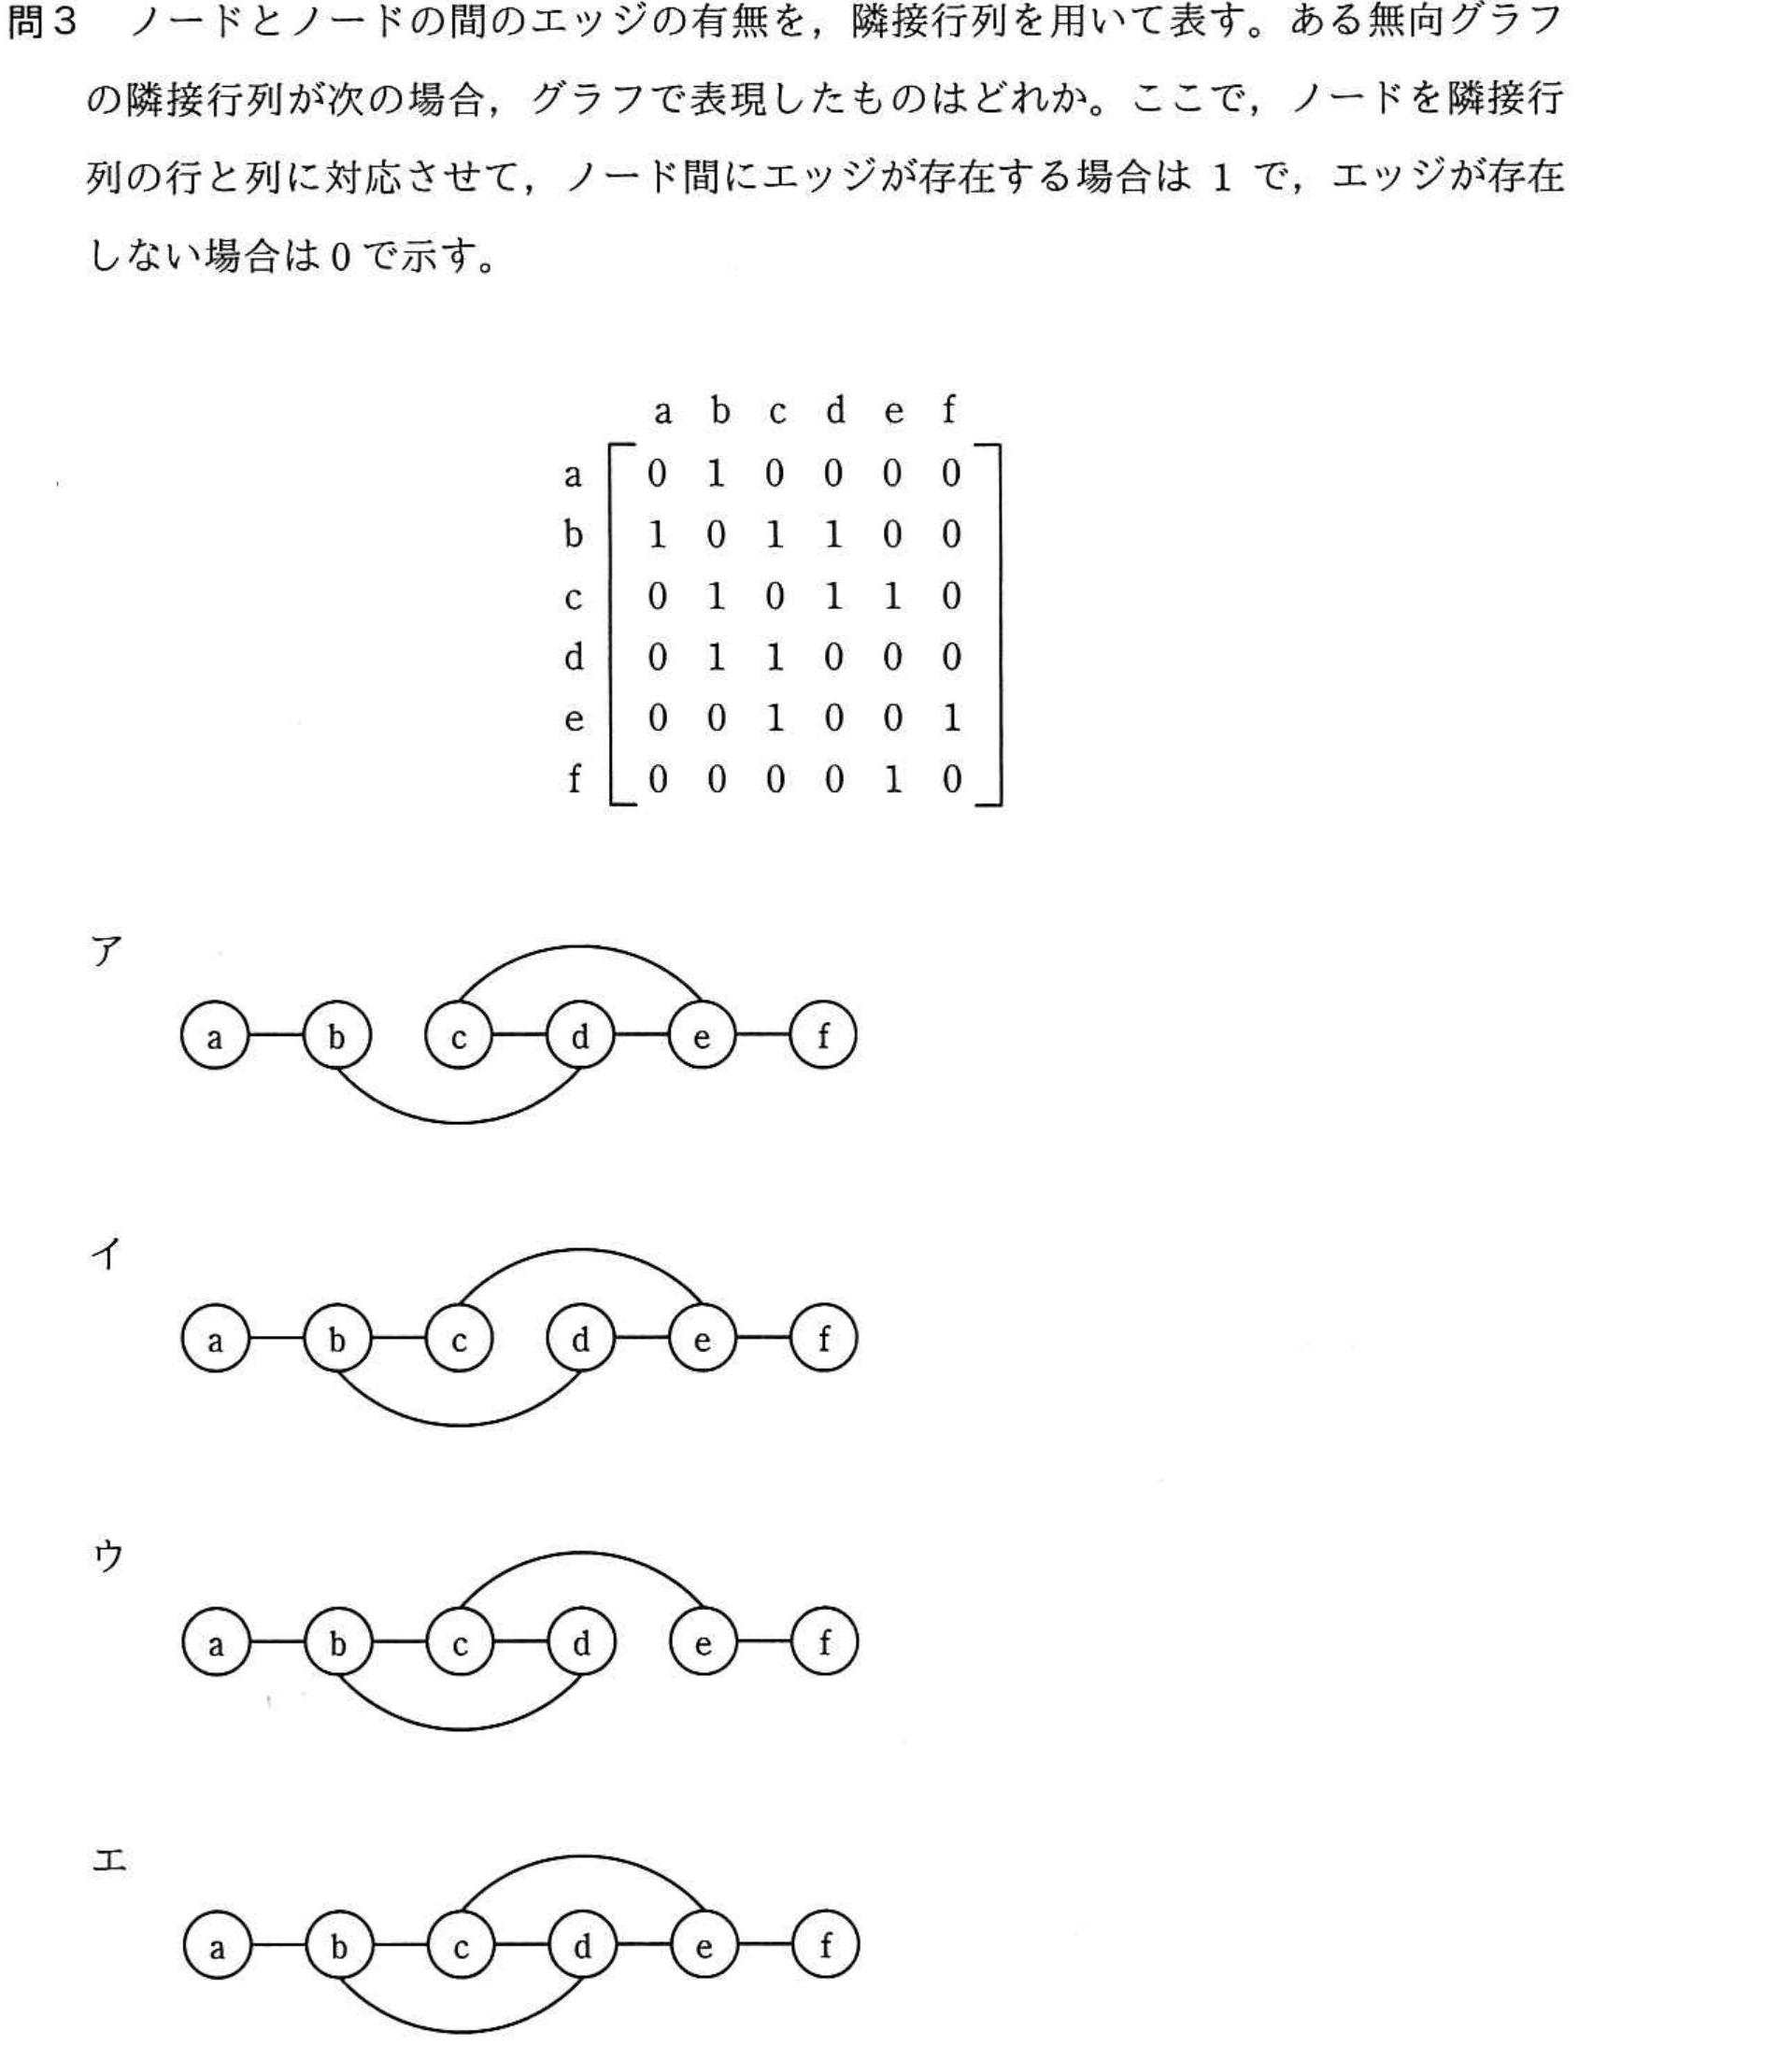 問3 ノードとノードの間のエッジの有無を，隣接行列を用いて表す。ある無向グラフ
の隣接行列が次の場合，グラフで表現したものはどれか。ここで，ノードを隣接行
列の行と列に対応させて，ノード間にエッジが存在する場合は 1 で，エッジが存在
しない場合は 0 で示す。
a b c d e f
a 0 1 0 0 0 0
b 1 0 1 1 0 0
c 0 1 0 1 1 0
d 0 1 1 0 0 0
e 0 0 1 0 0 1
f 0 0 0 0 1 0
ア
a b c d e f
イ
a b c d e f
ウ
a b c d e f
エ
a b c d e f